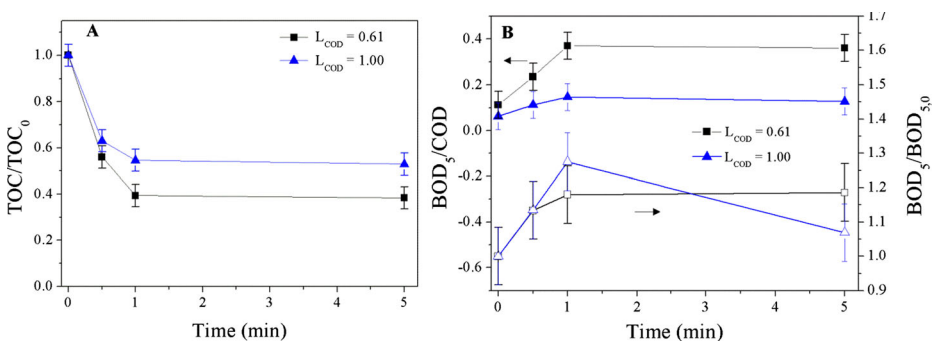 A
L_COD = 0.61
L_COD = 1.00
TOC/TOC_0
1.0
0.8
0.6
0.4
0.2
0.0
0 1 2 3 4 5
Time (min)
B
BOD_5/COD
0.4
0.2
0.0
-0.2
-0.4
-0.6
L_COD = 0.61
L_COD = 1.00
1.7
1.6
1.5
1.4
1.3
1.2
1.1
1.0
0.9
BOD_5/BOD_5,0
0 1 2 3 4 5
Time (min)